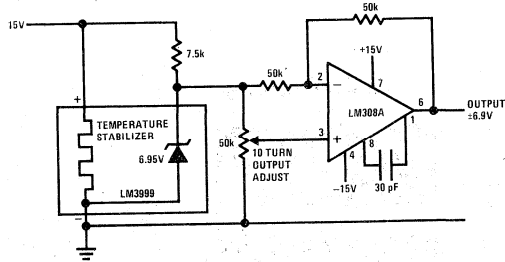 15V
7.5k
50k
50k
+15V
2
−
7
LM308A
6
OUTPUT
±6.9V
3
+
8
1
4
−15V
30 pF
50k
10 TURN
OUTPUT
ADJUST
+
TEMPERATURE
STABILIZER
6.95V
LM3999
−